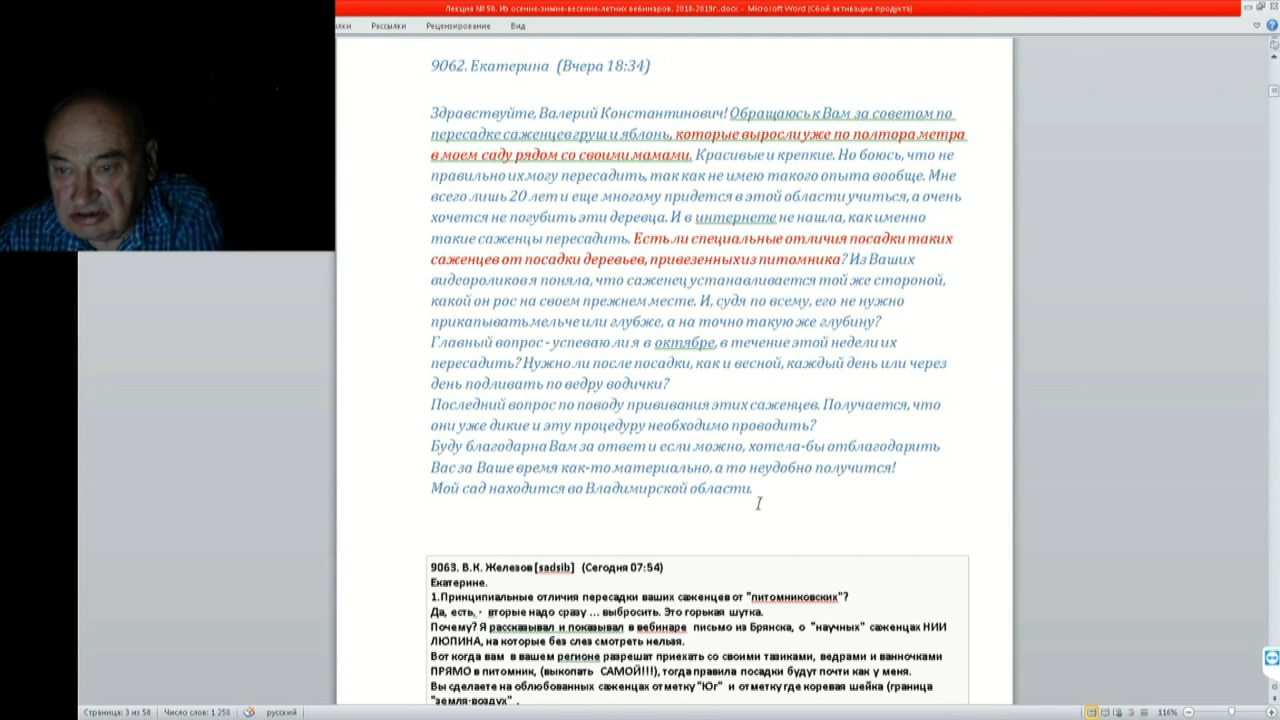 Лекция № 50. Из осенне-зимне-весенне-летних вебинаров. 2018-2019г..docx - Microsoft Word (Сбой активации продукта)
лки Рассылки Рецензирование Вид
9062. Екатерина (Вчера 18:34)
Здравствуйте, Валерий Константинович! Обращаюсь к Вам за советом по
пересадке саженцев груш и яблонь, которые выросли уже по полтора метра
в моем саду рядом со своими мамами. Красивые и крепкие. Но боюсь, что не
правильно их могу пересадить, так как не имею такого опыта вообще. Мне
всего лишь 20 лет и еще многому придется в этой области учиться, а очень
хочется не погубить эти деревца. И в интернете не нашла, как именно
такие саженцы пересадить. Есть ли специальные отличия посадки таких
саженцев от посадки деревьев, привезенных из питомника? Из Ваших
видеороликов я поняла, что саженец устанавливается той же стороной,
какой он рос на своем прежнем месте. И, судя по всему, его не нужно
прикапывать мельче или глубже, а на точно такую же глубину?
Главный вопрос - успеваю ли я в октябре, в течение этой недели их
пересадить? Нужно ли после посадки, как и весной, каждый день или через
день подливать по ведру водички?
Последний вопрос по поводу прививания этих саженцев. Получается, что
они уже дикие и эту процедуру необходимо проводить?
Буду благодарна Вам за ответ и если можно, хотела-бы отблагодарить
Вас за Ваше время как-то материально, а то неудобно получится!
Мой сад находится во Владимирской области.
9063. В.К. Железов [sadsib] (Сегодня 07:54)
Екатерине.
1.Принципиальные отличия пересадки ваших саженцев от "питомниковских"?
Да, есть, - вторые надо сразу ... выбросить. Это горькая шутка.
Почему? Я рассказывал и показывал в вебинаре письмо из Брянска, о "научных" саженцах НИИ
ЛЮПИНА, на которые без слез смотреть нельзя.
Вот когда вам в вашем регионе разрешат приехать со своими тазиками, ведрами и ванночками
ПРЯМО в питомник, (выкопать САМОЙ!!!), тогда правила посадки будут почти как у меня.
Вы сделаете на облюбованных саженцах отметку "Юг" и отметку где коревая шейка (граница
"земля-воздух" .
Страница: 3 из 58 Число слов: 1 250 русский 116%